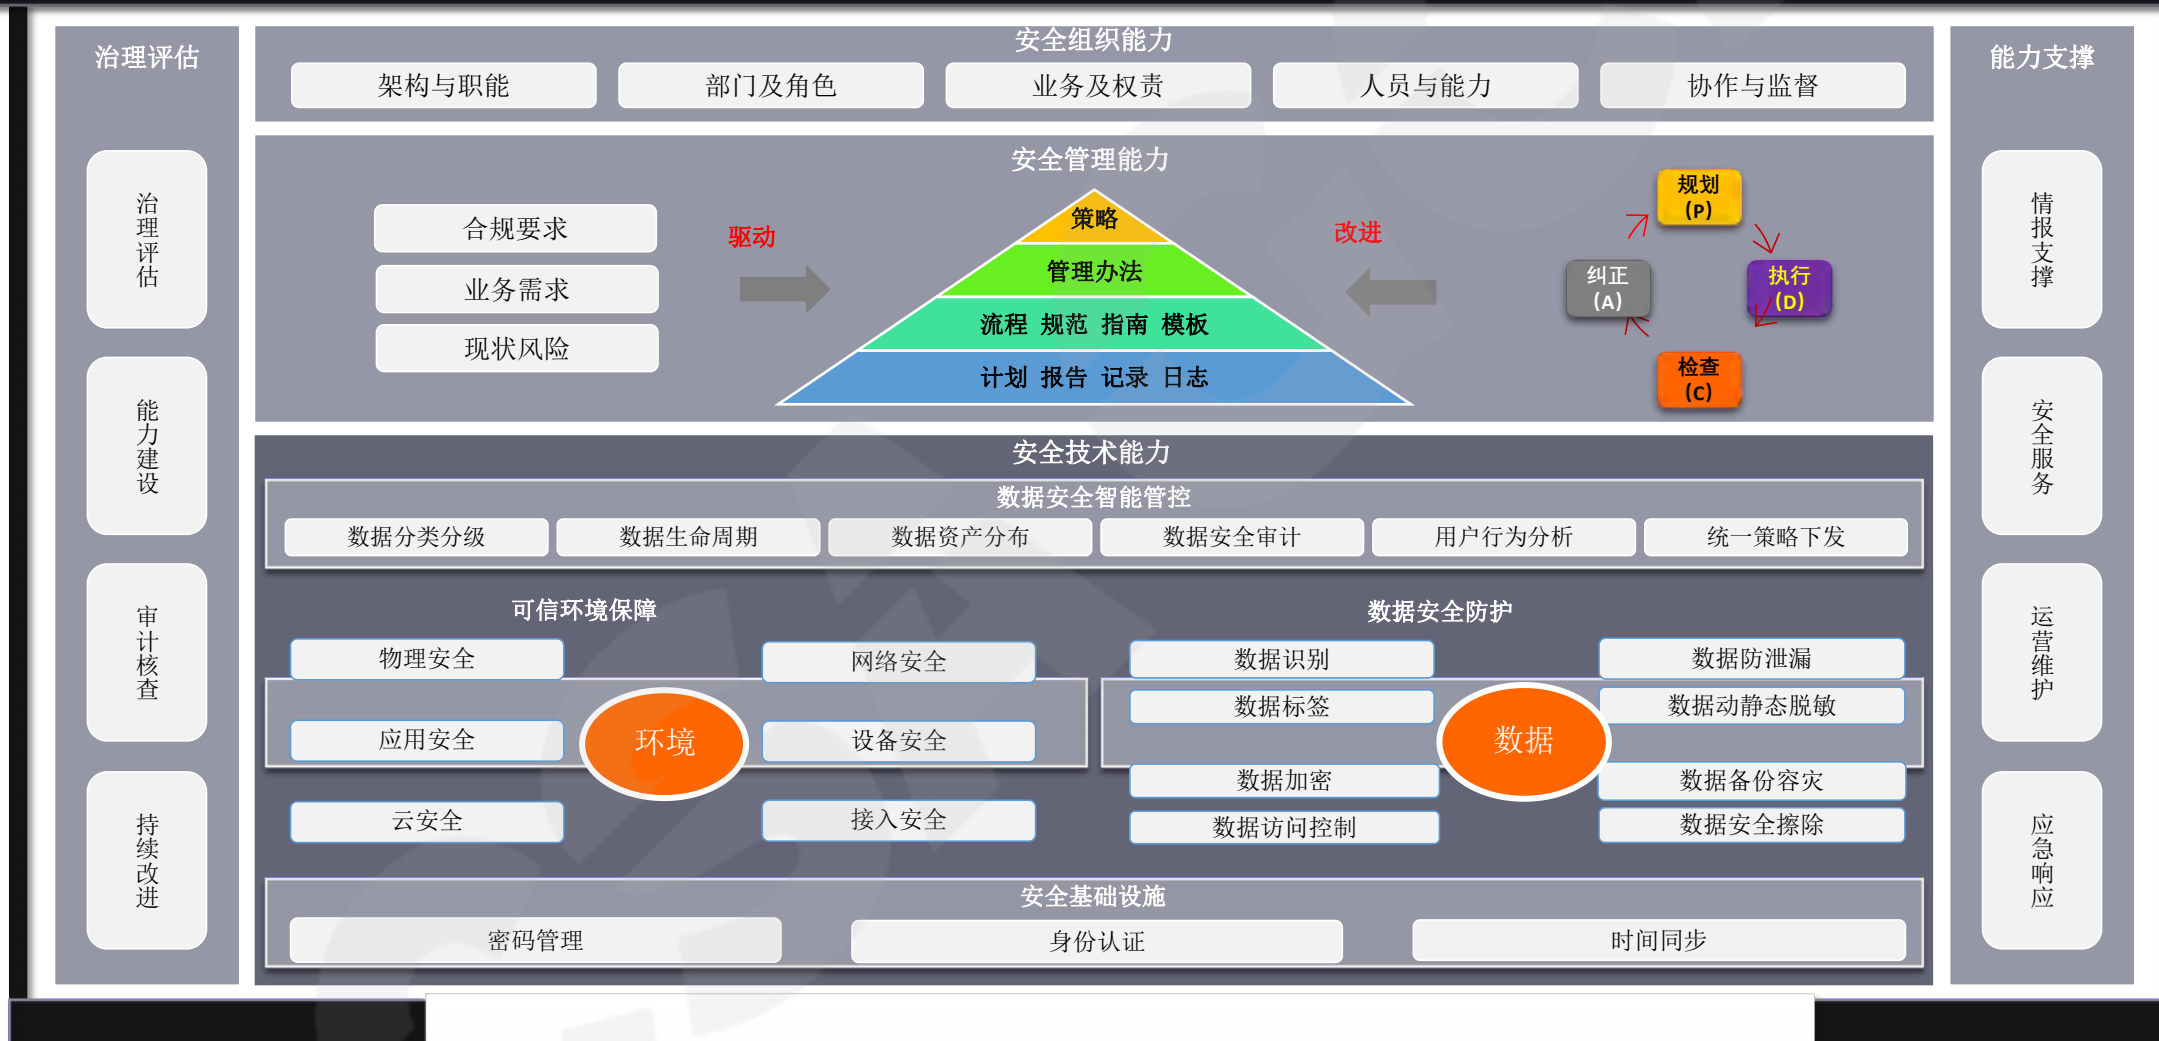 治理评估
治理评估
能力建设
审计核查
持续改进
安全组织能力
架构与职能 部门及角色 业务及权责 人员与能力 协作与监督
安全管理能力
合规要求
业务需求
现状风险
驱动
策略
管理办法
流程 规范 指南 模板
计划 报告 记录 日志
改进
规划
(P)
执行
(D)
检查
(C)
纠正
(A)
安全技术能力
数据安全智能管控
数据分类分级 数据生命周期 数据资产分布 数据安全审计 用户行为分析 统一策略下发
可信环境保障
物理安全 网络安全
应用安全 环境 设备安全
云安全 接入安全
数据安全防护
数据识别 数据防泄漏
数据标签 数据动静态脱敏
数据
数据加密 数据备份容灾
数据访问控制 数据安全擦除
安全基础设施
密码管理 身份认证 时间同步
能力支撑
情报支撑
安全服务
运营维护
应急响应